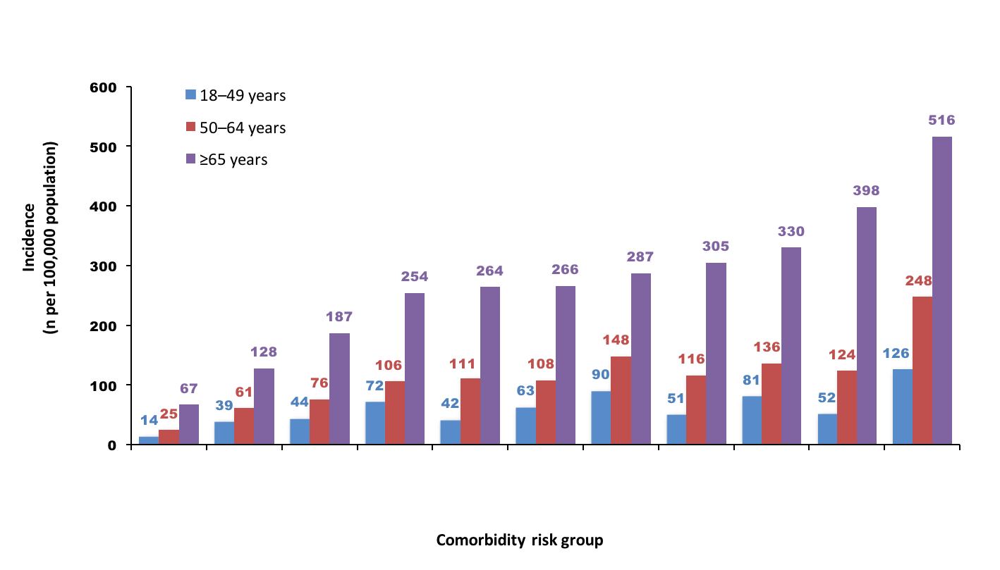 600
500
400
300
200
100
0
Incidence
(n per 100,000 population)
18–49 years
50–64 years
≥65 years
14 25 67
39 61 128
44 76 187
72 106 254
42 111 264
63 108 266
90 148 287
51 116 305
81 136 330
52 124 398
126 248 516
Comorbidity risk group